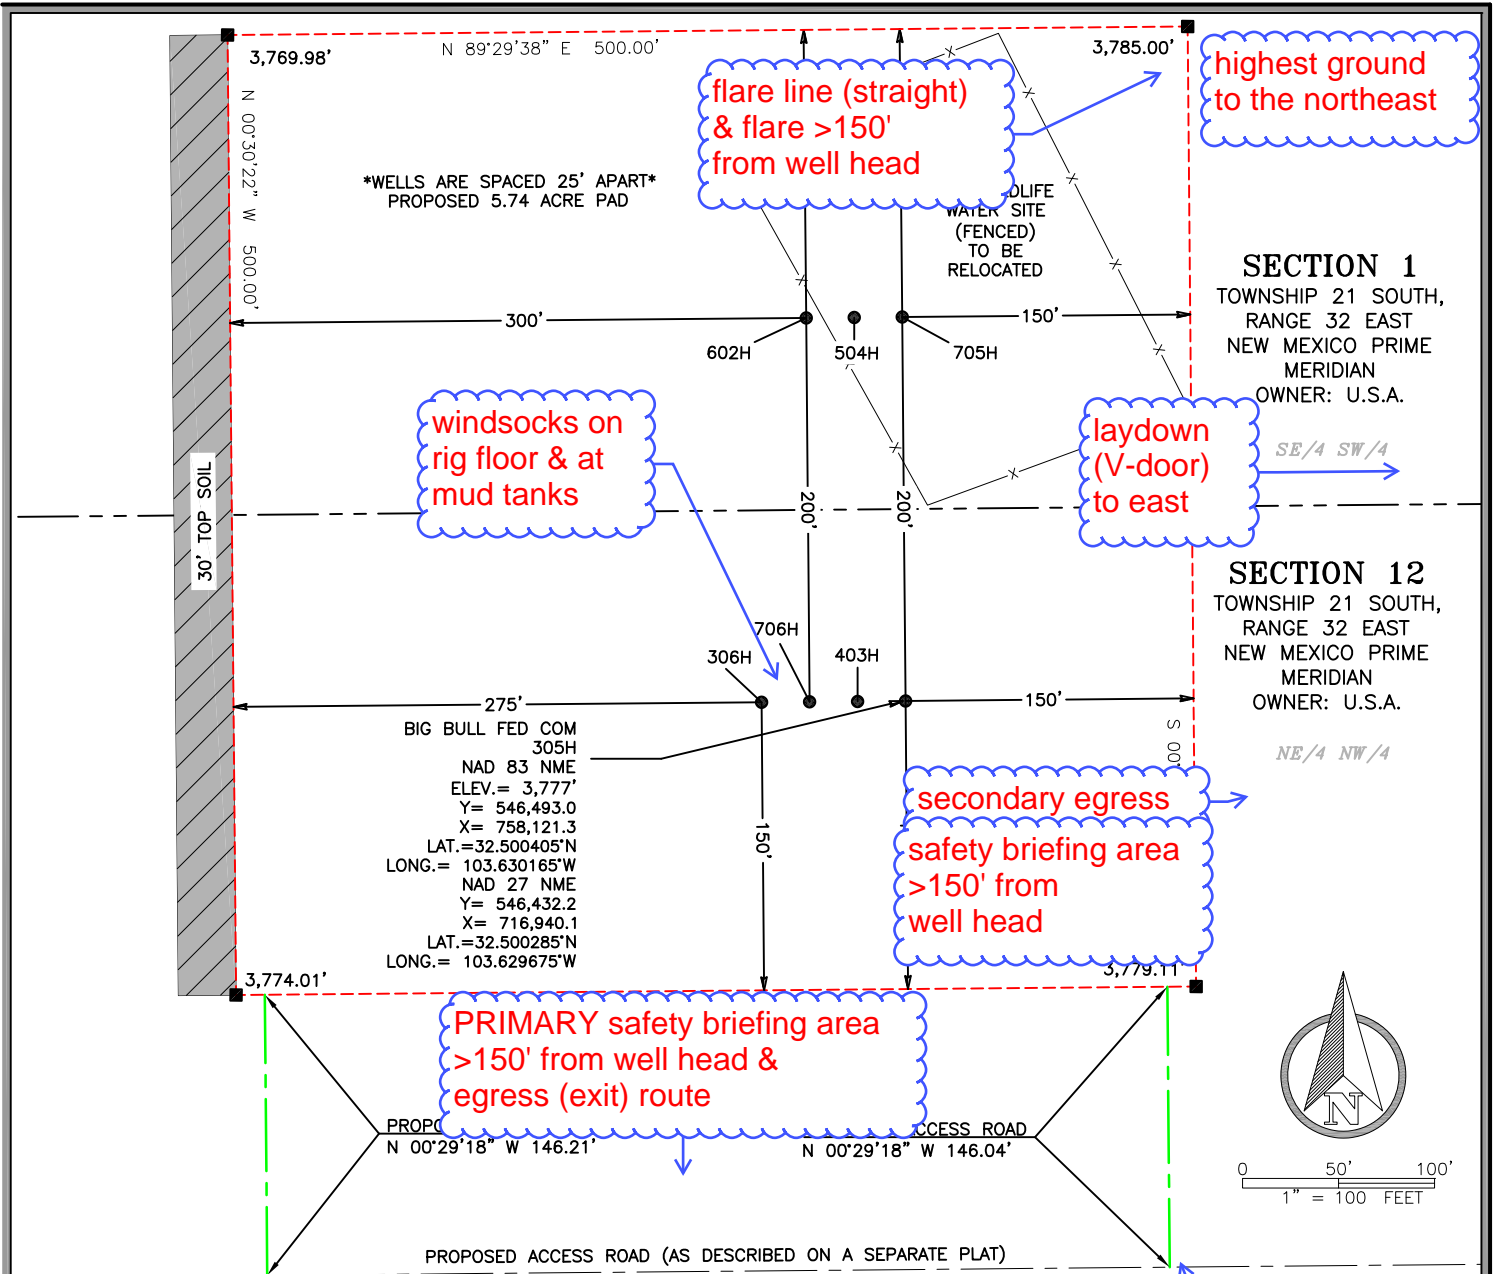 3,769.98'
N 89°29'38" E 500.00'
3,785.00'
highest ground
to the northeast
flare line (straight)
& flare >150'
from well head
N 00°30'22" W 500.00'
*WELLS ARE SPACED 25' APART*
PROPOSED 5.74 ACRE PAD
WATER SITE
(FENCED)
TO BE
RELOCATED
SECTION 1
TOWNSHIP 21 SOUTH,
RANGE 32 EAST
NEW MEXICO PRIME
MERIDIAN
OWNER: U.S.A.
SE/4 SW/4
300'
150'
602H
504H
705H
windsocks on
rig floor & at
mud tanks
laydown
(V-door)
to east
30' TOP SOIL
200'
200'
SECTION 12
TOWNSHIP 21 SOUTH,
RANGE 32 EAST
NEW MEXICO PRIME
MERIDIAN
OWNER: U.S.A.
NE/4 NW/4
706H
306H
403H
275'
150'
BIG BULL FED COM
305H
NAD 83 NME
ELEV.= 3,777'
Y= 546,493.0
X= 758,121.3
LAT.=32.500405°N
LONG.= 103.630165°W
NAD 27 NME
Y= 546,432.2
X= 716,940.1
LAT.=32.500285°N
LONG.= 103.629675°W
150'
S 00°
secondary egress
safety briefing area
>150' from
well head
3,774.01'
3,779.11'
PRIMARY safety briefing area
>150' from well head &
egress (exit) route
N 00°29'18" W 146.21'
ACCESS ROAD
N 00°29'18" W 146.04'
N
0 50' 100'
1" = 100 FEET
PROPOSED ACCESS ROAD (AS DESCRIBED ON A SEPARATE PLAT)